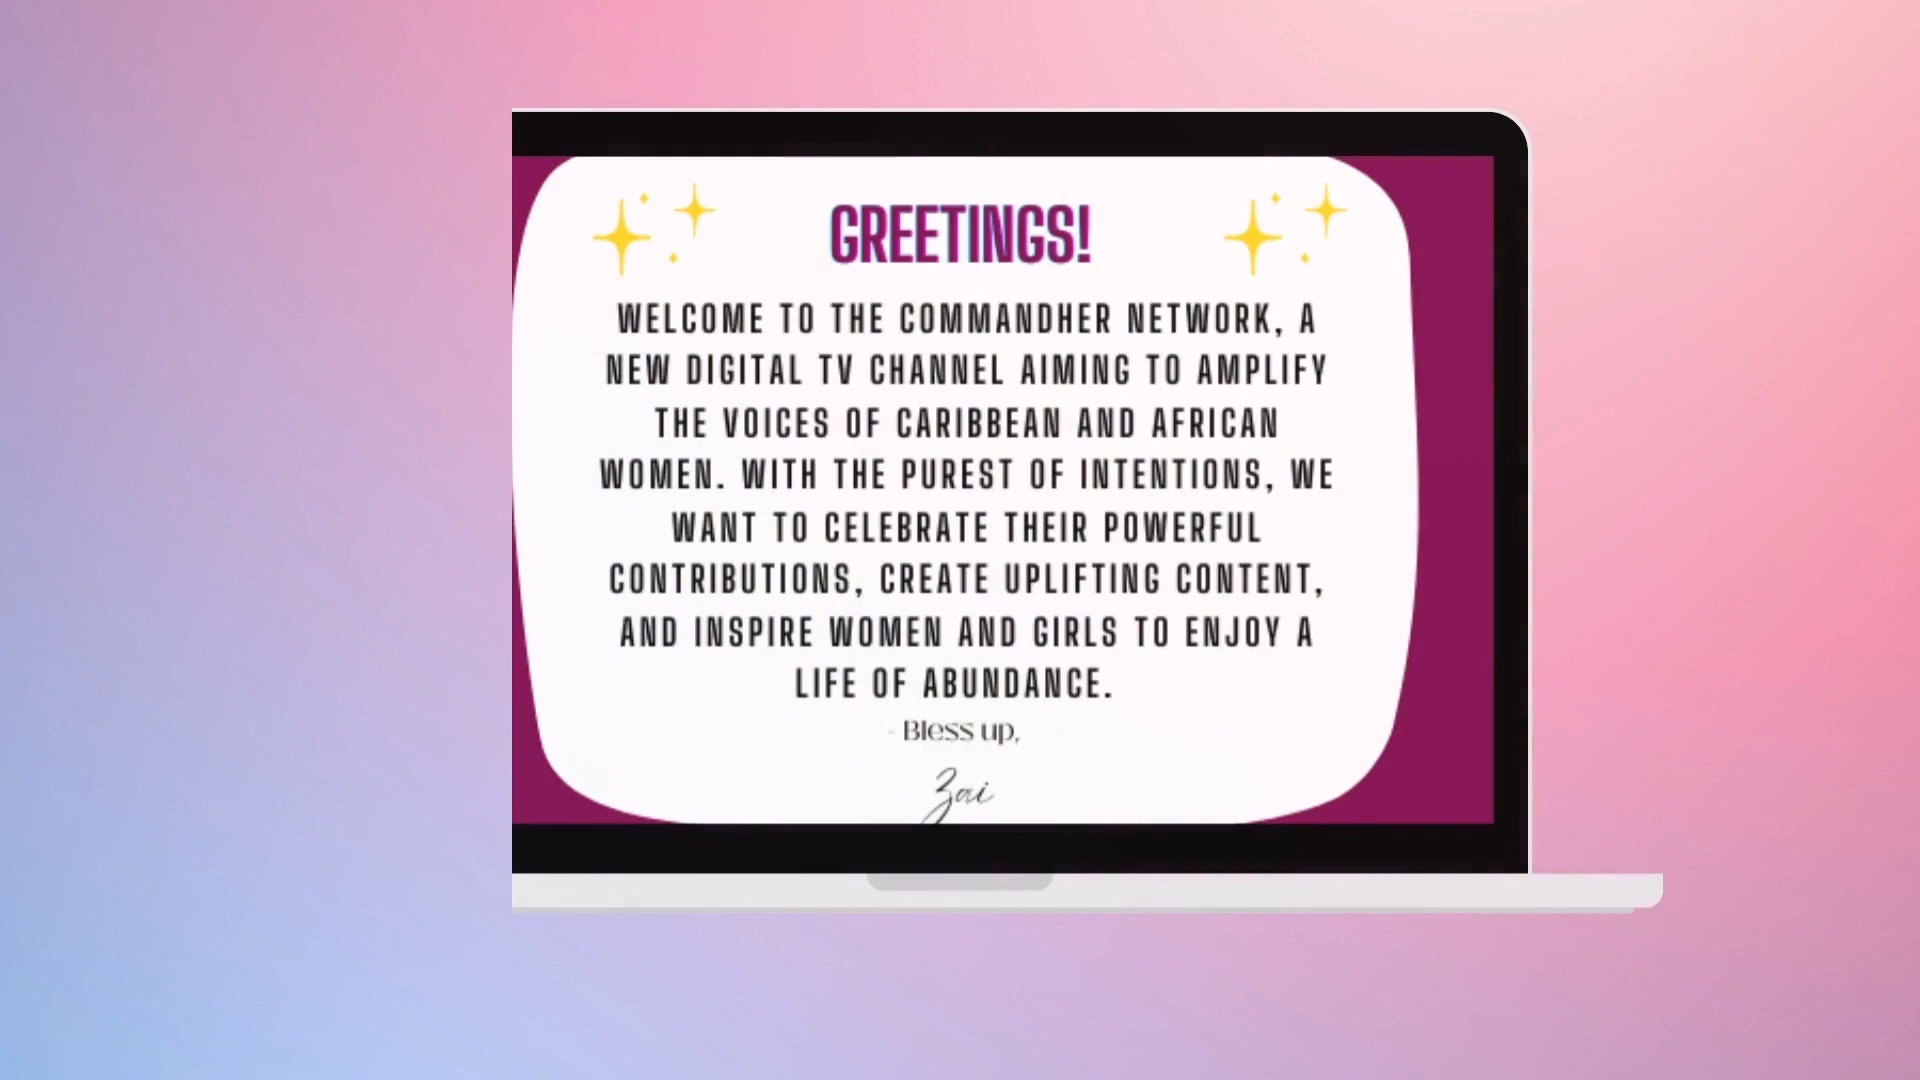 GREETINGS!
WELCOME TO THE COMMANDHER NETWORK, A
NEW DIGITAL TV CHANNEL AIMING TO AMPLIFY
THE VOICES OF CARIBBEAN AND AFRICAN
WOMEN. WITH THE PUREST OF INTENTIONS, WE
WANT TO CELEBRATE THEIR POWERFUL
CONTRIBUTIONS, CREATE UPLIFTING CONTENT,
AND INSPIRE WOMEN AND GIRLS TO ENJOY A
LIFE OF ABUNDANCE.
- Bless up,
Zai